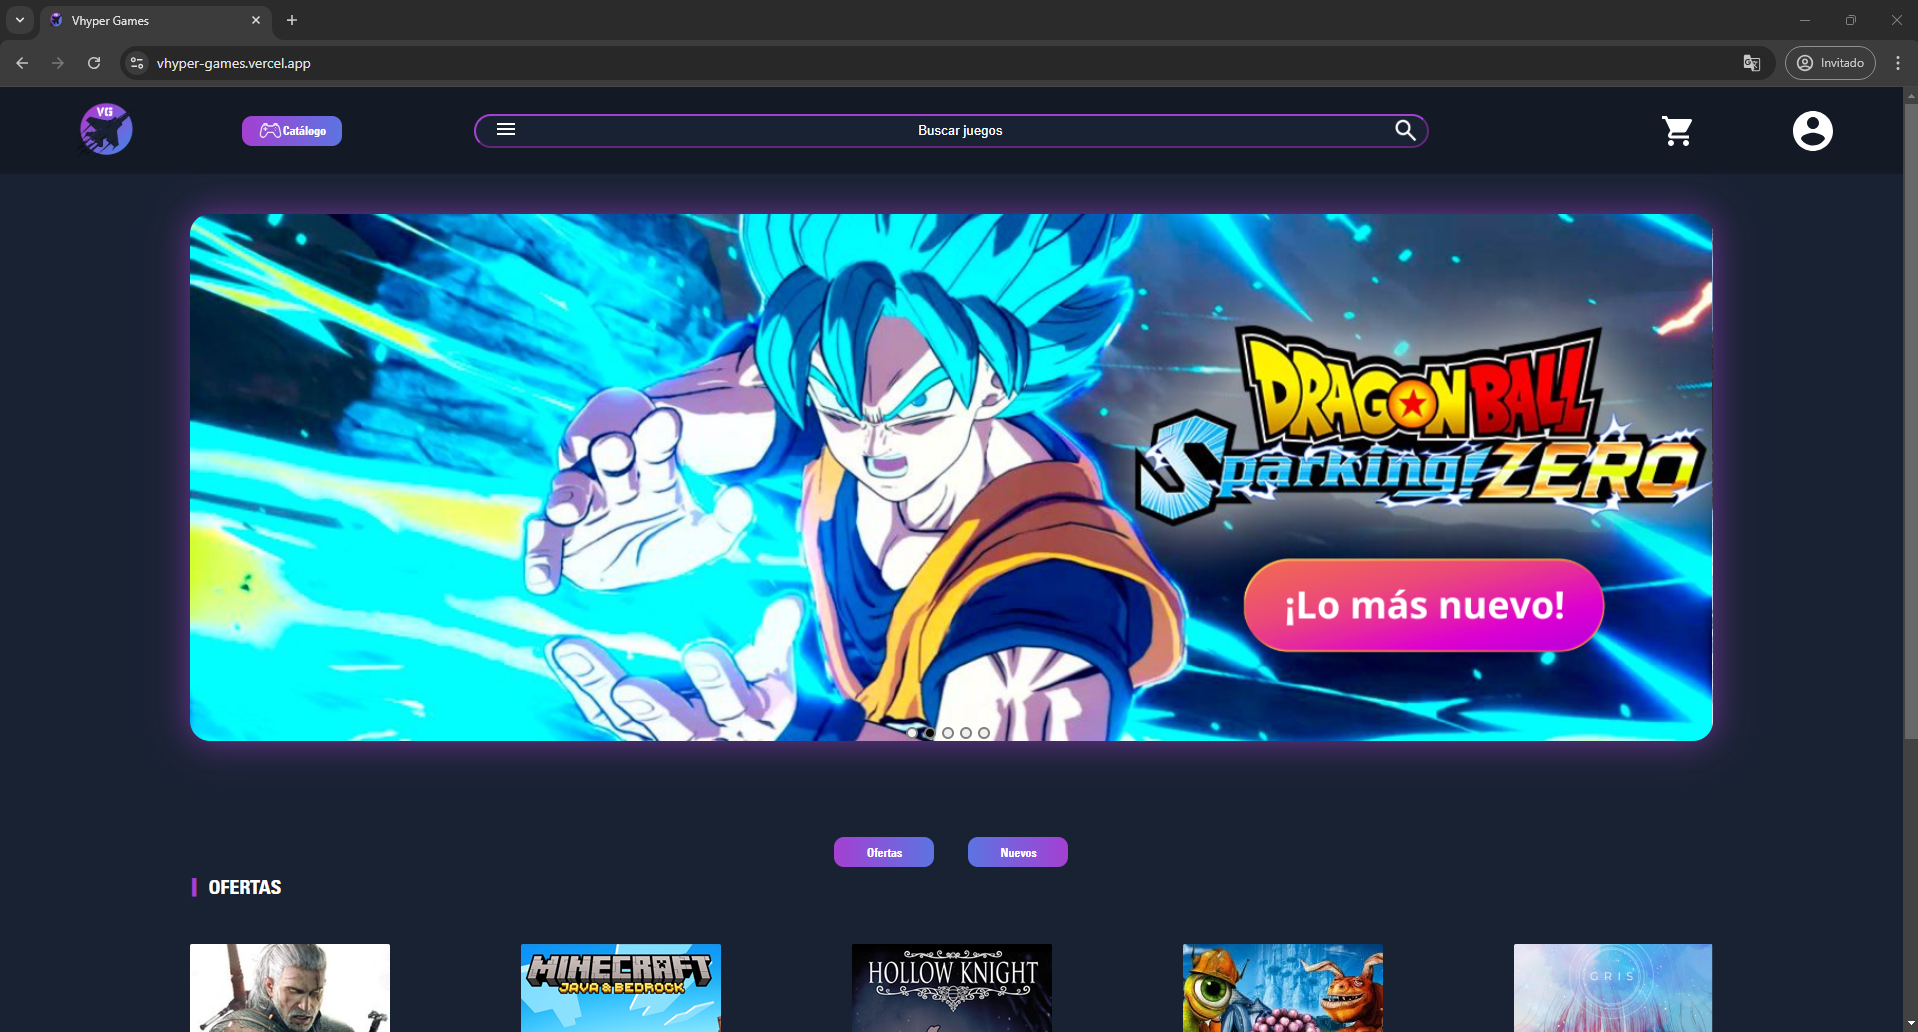 Vhyper Games
vhyper-games.vercel.app
Invitado
VG
Catálogo
Buscar juegos
DRAGON BALL
Sparking! ZERO
¡Lo más nuevo!
Ofertas
Nuevos
OFERTAS
MINECRAFT
JAVA & BEDROCK
HOLLOW KNIGHT
GRIS